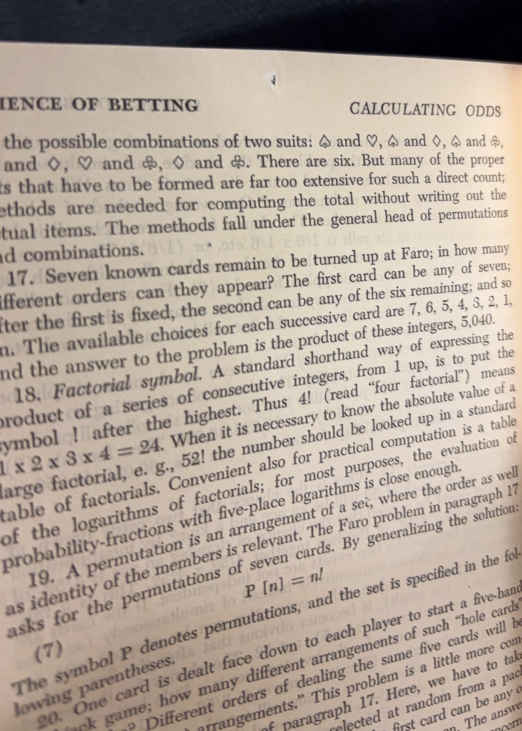 IENCE OF BETTING
CALCULATING ODDS
the possible combinations of two suits: ♤ and ♡, ♤ and ♢, ♤ and ♧,
and ♢, ♡ and ♧, ♢ and ♧. There are six. But many of the proper
ts that have to be formed are far too extensive for such a direct count;
ethods are needed for computing the total without writing out the
tual items. The methods fall under the general head of permutations
nd combinations.
17. Seven known cards remain to be turned up at Faro; in how many
ifferent orders can they appear? The first card can be any of seven;
fter the first is fixed, the second can be any of the six remaining; and so
n. The available choices for each successive card are 7, 6, 5, 4, 3, 2, 1,
nd the answer to the problem is the product of these integers, 5,040.
18. Factorial symbol. A standard shorthand way of expressing the
product of a series of consecutive integers, from 1 up, is to put the
symbol ! after the highest. Thus 4! (read "four factorial") means
1 x 2 x 3 x 4 = 24. When it is necessary to know the absolute value of a
large factorial, e. g., 52! the number should be looked up in a standard
table of factorials. Convenient also for practical computation is a table
of the logarithms of factorials; for most purposes, the evaluation of
probability-fractions with five-place logarithms is close enough.
19. A permutation is an arrangement of a set, where the order as well
as identity of the members is relevant. The Faro problem in paragraph 17
asks for the permutations of seven cards. By generalizing the solution:
(7) P [n] = n!
The symbol P denotes permutations, and the set is specified in the fol-
lowing parentheses.
20. One card is dealt face down to each player to start a five-hand
ack game; how many different arrangements of such "hole cards"
? Different orders of dealing the same five cards will be
arrangements." This problem is a little more com
of paragraph 17. Here, we have to take
selected at random from a pack
first card can be any o
n. The answe